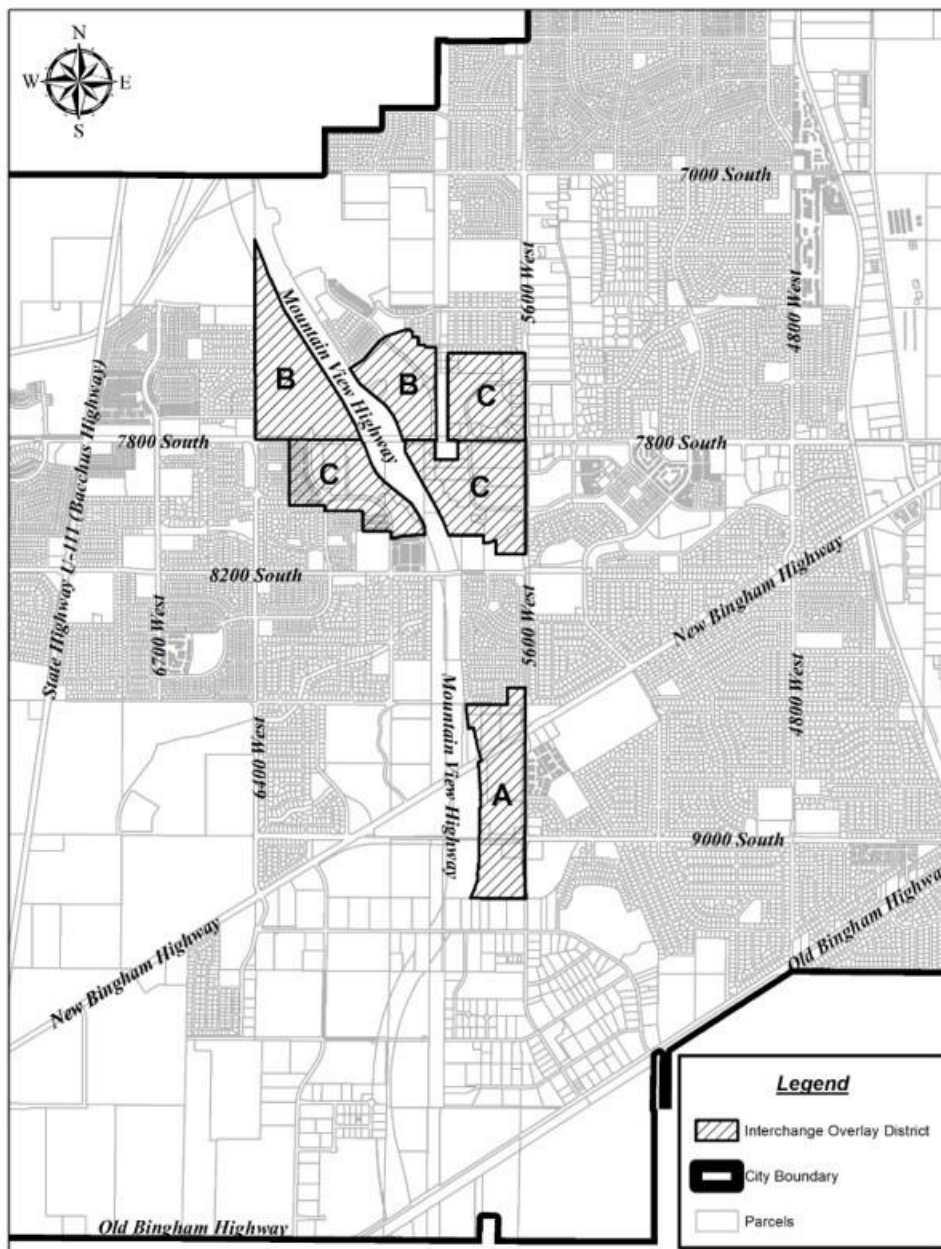 N
W E
S
7000 South
5600 West
4800 West
Mountain View Highway
B
B
C
State Highway U-111 (Bacchus Highway)
7800 South
7800 South
C
C
8200 South
New Bingham Highway
6700 West
5600 West
4800 West
6400 West
Mountain View Highway
A
9000 South
New Bingham Highway
Old Bingham Highway
Old Bingham Highway
Legend
Interchange Overlay District
City Boundary
Parcels